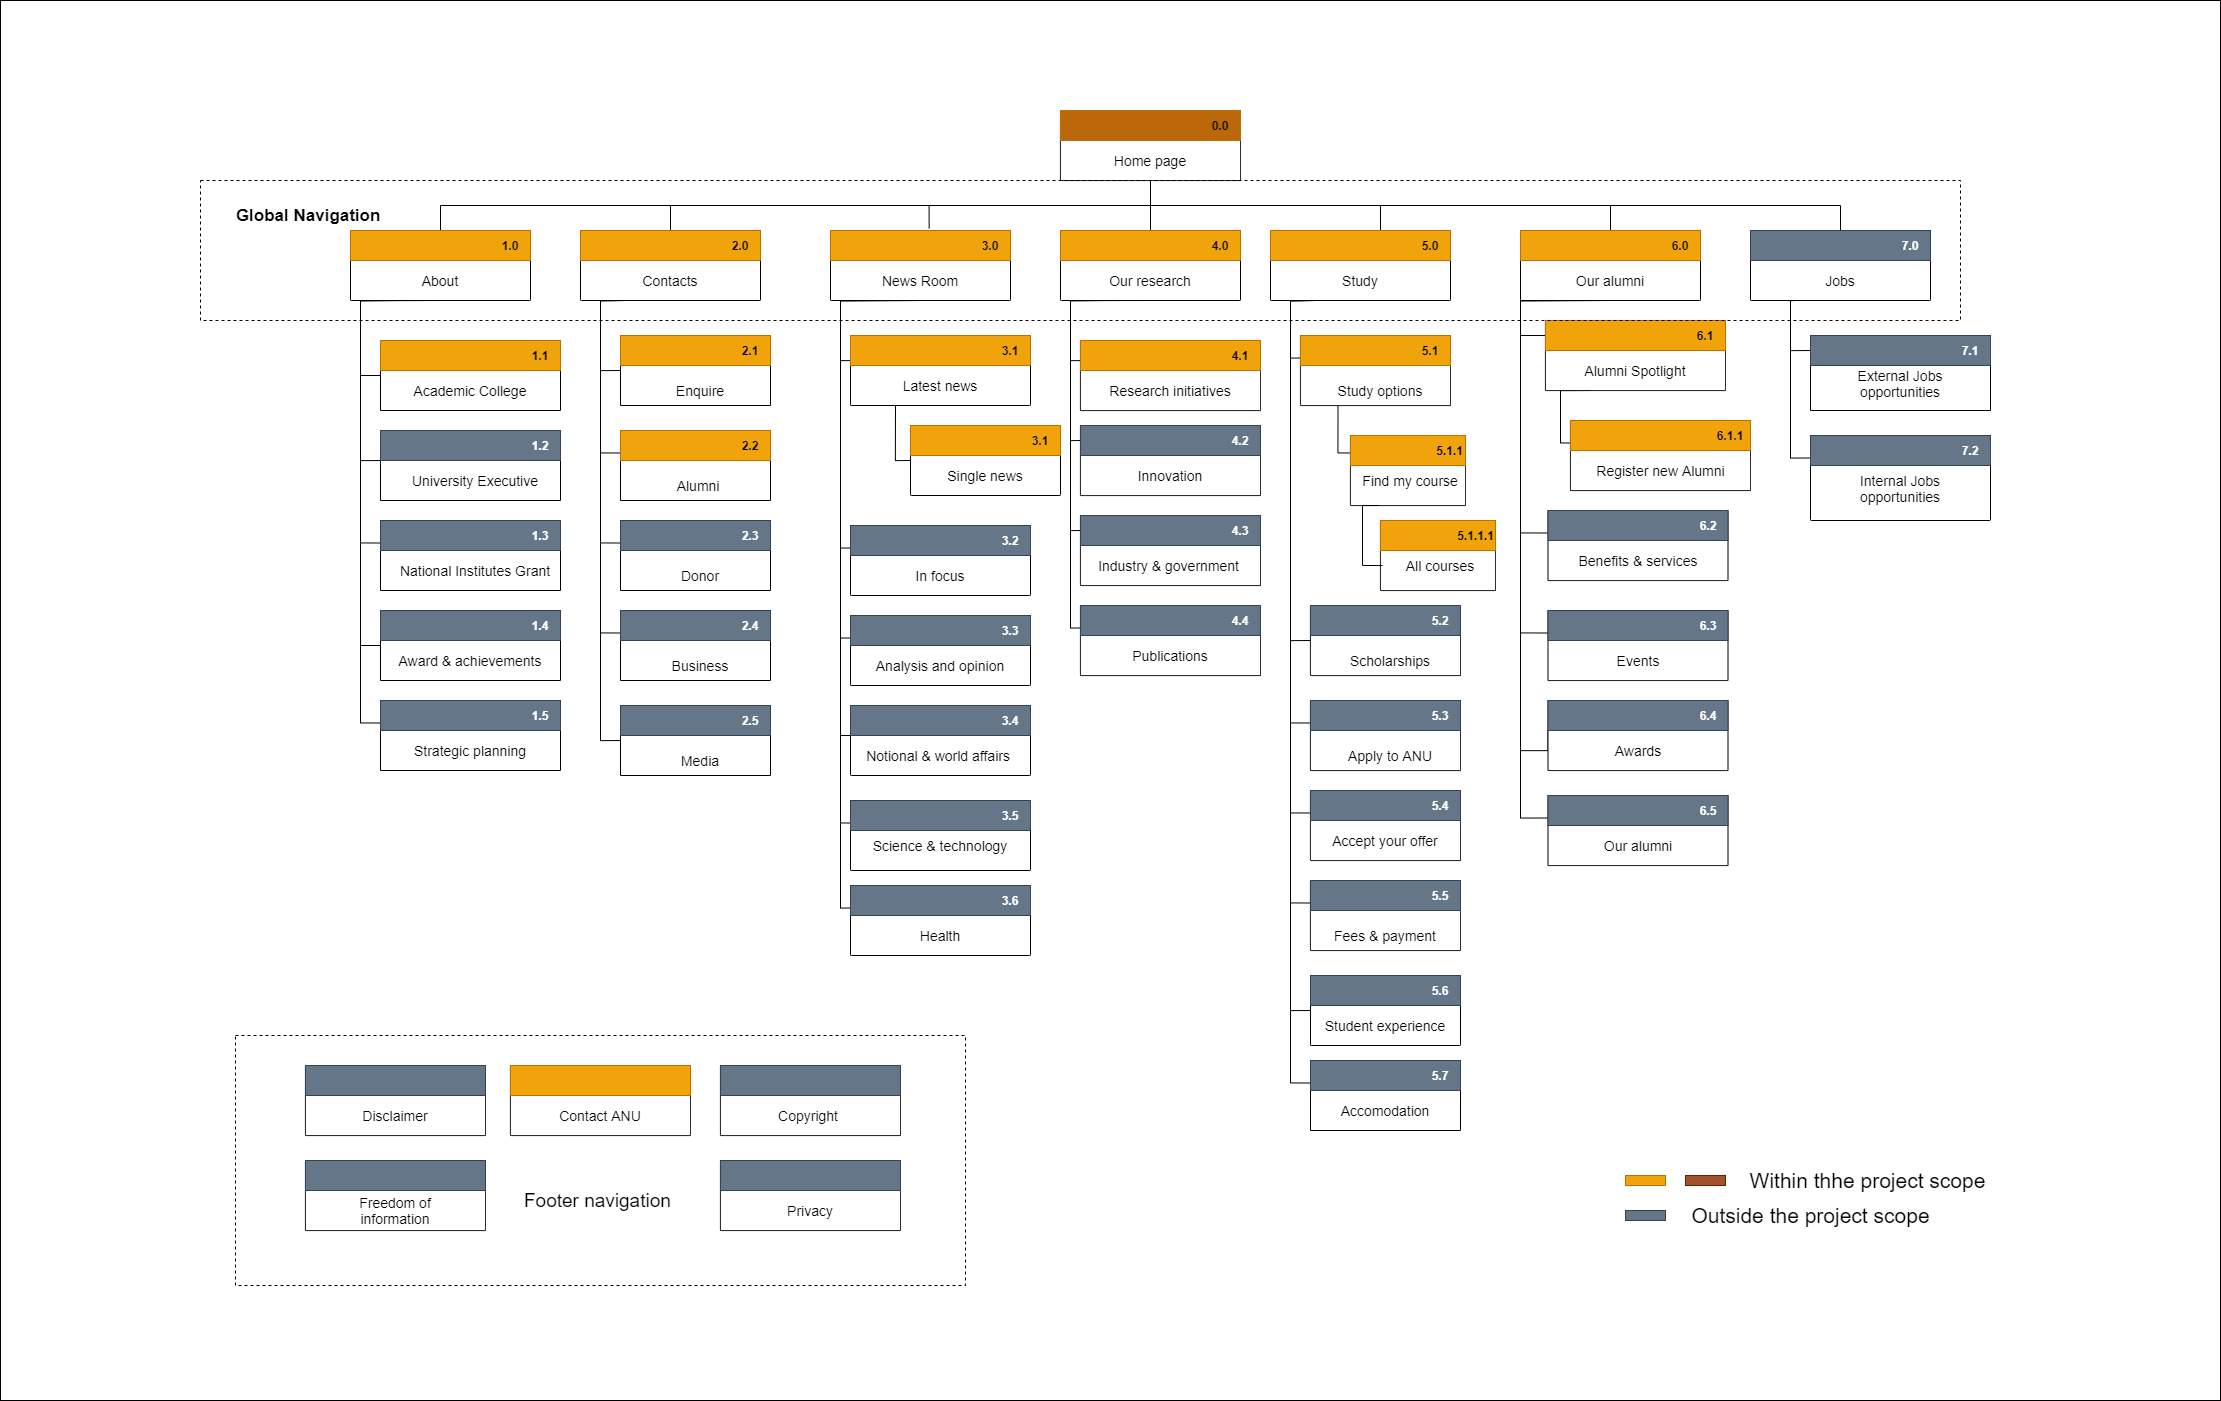 0.0
Home page
Global Navigation
1.0
About
2.0
Contacts
3.0
News Room
4.0
Our research
5.0
Study
6.0
Our alumni
7.0
Jobs
1.1
Academic College
1.2
University Executive
1.3
National Institutes Grant
1.4
Award & achievements
1.5
Strategic planning
2.1
Enquire
2.2
Alumni
2.3
Donor
2.4
Business
2.5
Media
3.1
Latest news
3.1
Single news
3.2
In focus
3.3
Analysis and opinion
3.4
Notional & world affairs
3.5
Science & technology
3.6
Health
4.1
Research initiatives
4.2
Innovation
4.3
Industry & government
4.4
Publications
5.1
Study options
5.1.1
Find my course
5.1.1.1
All courses
5.2
Scholarships
5.3
Apply to ANU
5.4
Accept your offer
5.5
Fees & payment
5.6
Student experience
5.7
Accomodation
6.1
Alumni Spotlight
6.1.1
Register new Alumni
6.2
Benefits & services
6.3
Events
6.4
Awards
6.5
Our alumni
7.1
External Jobs
opportunities
7.2
Internal Jobs
opportunities
Disclaimer
Contact ANU
Copyright
Freedom of
information
Footer navigation
Privacy
Within thhe project scope
Outside the project scope